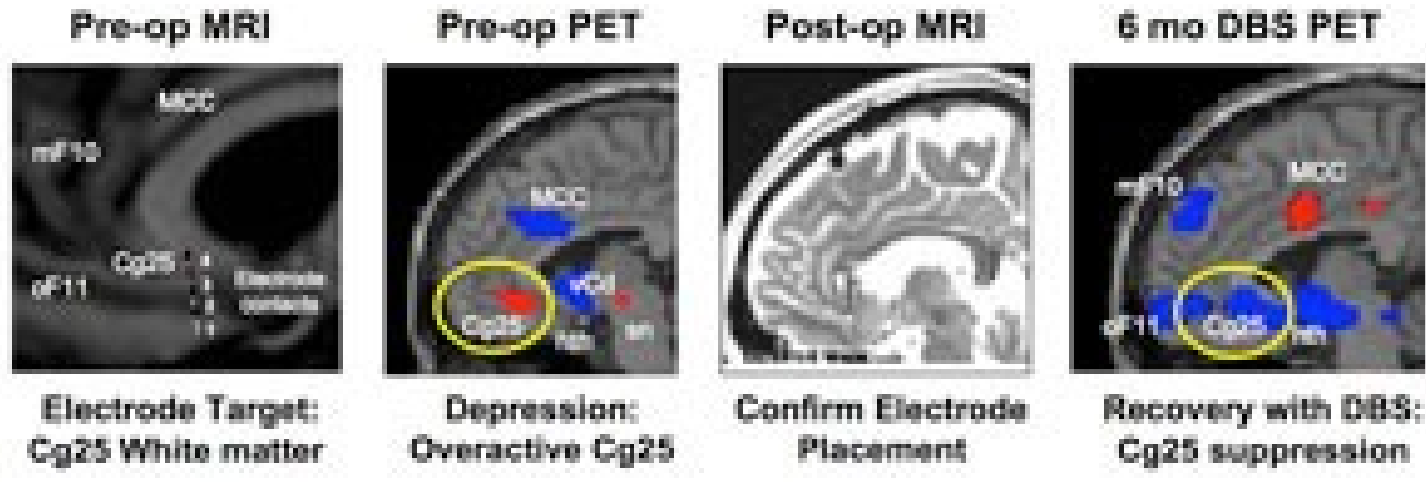 Pre-op MRI
MCC
mF10
Cg25
oF11
Electrode
contacts
Electrode Target:
Cg25 White matter
Pre-op PET
MCC
vCd
Cg25
Depression:
Overactive Cg25
Post-op MRI
Confirm Electrode
Placement
6 mo DBS PET
mF10
MCC
oF11
Cg25
Recovery with DBS:
Cg25 suppression